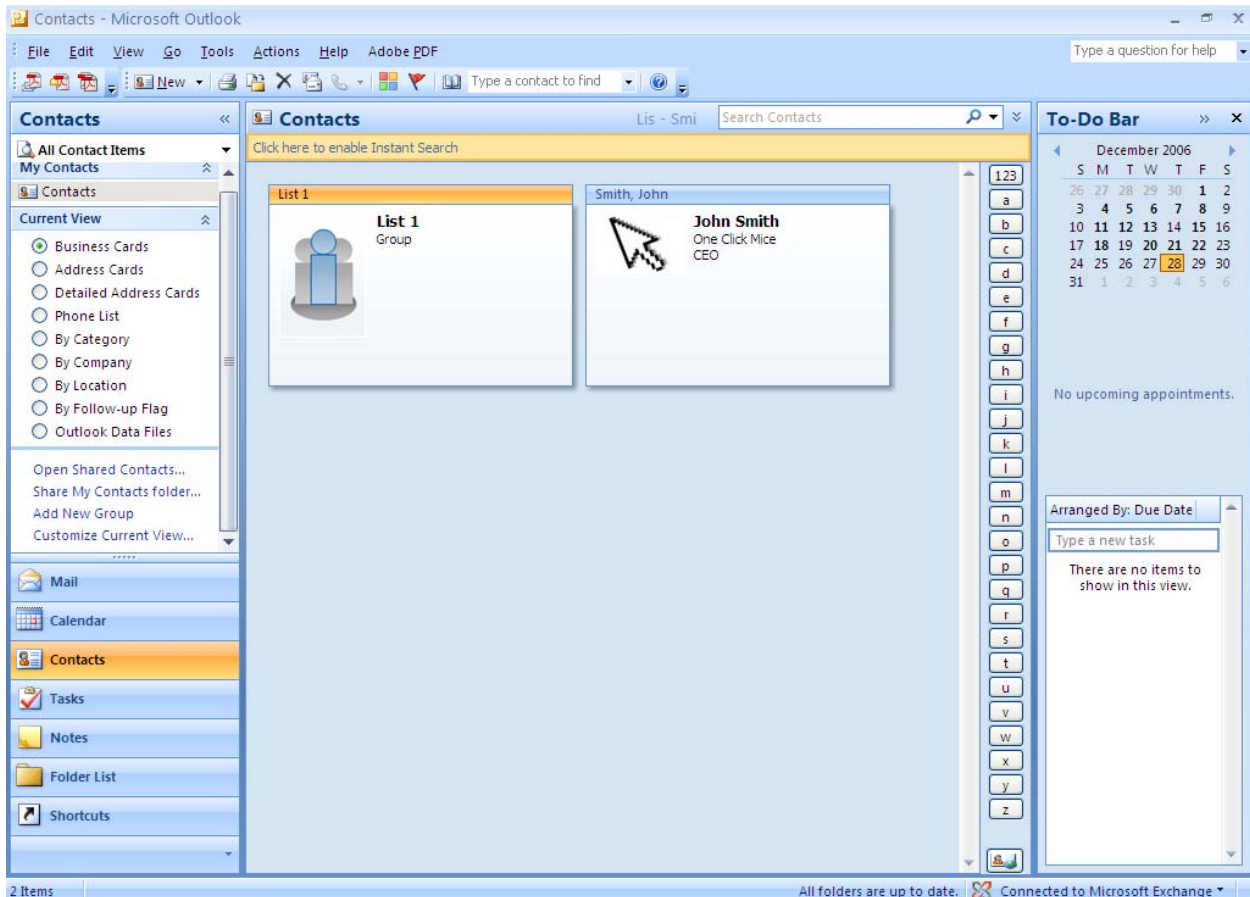 Contacts - Microsoft Outlook
File Edit View Go Tools Actions Help Adobe PDF
Type a question for help
New
Type a contact to find
Contacts
All Contact Items
My Contacts
Contacts
Current View
Business Cards
Address Cards
Detailed Address Cards
Phone List
By Category
By Company
By Location
By Follow-up Flag
Outlook Data Files
Open Shared Contacts...
Share My Contacts folder...
Add New Group
Customize Current View...
Mail
Calendar
Contacts
Tasks
Notes
Folder List
Shortcuts
Contacts
Lis - Smi
Search Contacts
Click here to enable Instant Search
List 1
List 1
Group
Smith, John
John Smith
One Click Mice
CEO
123
a
b
c
d
e
f
g
h
i
j
k
l
m
n
o
p
q
r
s
t
u
v
w
x
y
z
To-Do Bar
December 2006
S M T W T F S
26 27 28 29 30 1 2
3 4 5 6 7 8 9
10 11 12 13 14 15 16
17 18 19 20 21 22 23
24 25 26 27 28 29 30
31 1 2 3 4 5 6
No upcoming appointments.
Arranged By: Due Date
Type a new task
There are no items to
show in this view.
2 Items
All folders are up to date.
Connected to Microsoft Exchange